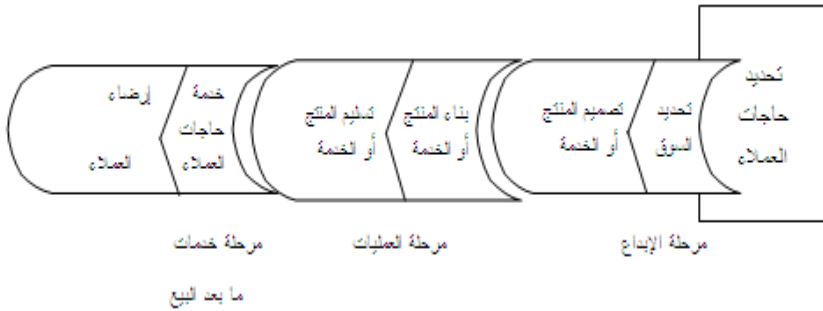 تحديد
حاجات
العملاء
تحديد
السوق
تصميم المنتج
أو الخدمة
بناء المنتج
أو الخدمة
تسليم المنتج
أو الخدمة
خدمة
حاجات
العملاء
إرضاء
العملاء
مرحلة الإبداع
مرحلة العمليات
مرحلة خدمات
ما بعد البيع